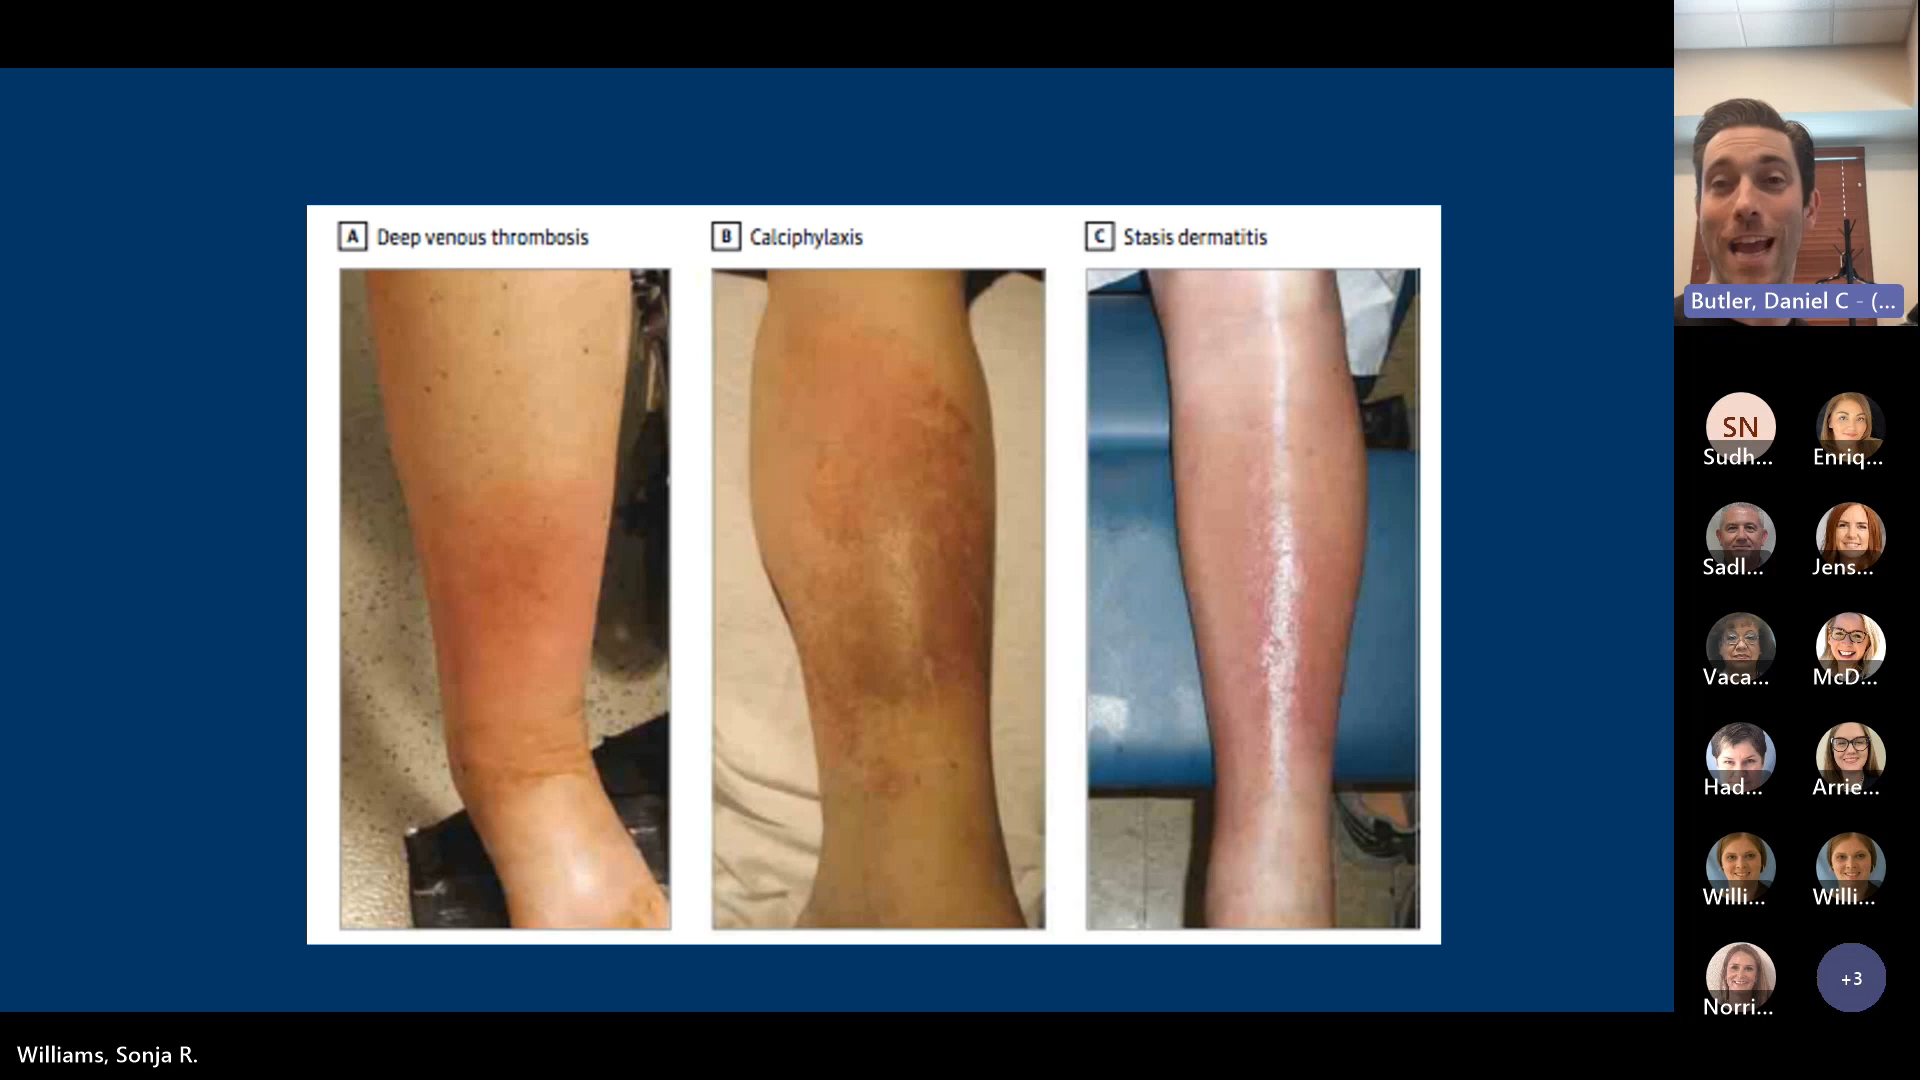 A Deep venous thrombosis
B Calciphylaxis
C Stasis dermatitis
Butler, Daniel C - (...
SN
Sudh...
Enriq...
Sadl...
Jens...
Vaca...
McD...
Had...
Arrie...
Willi...
Willi...
Norri...
+3
Williams, Sonja R.